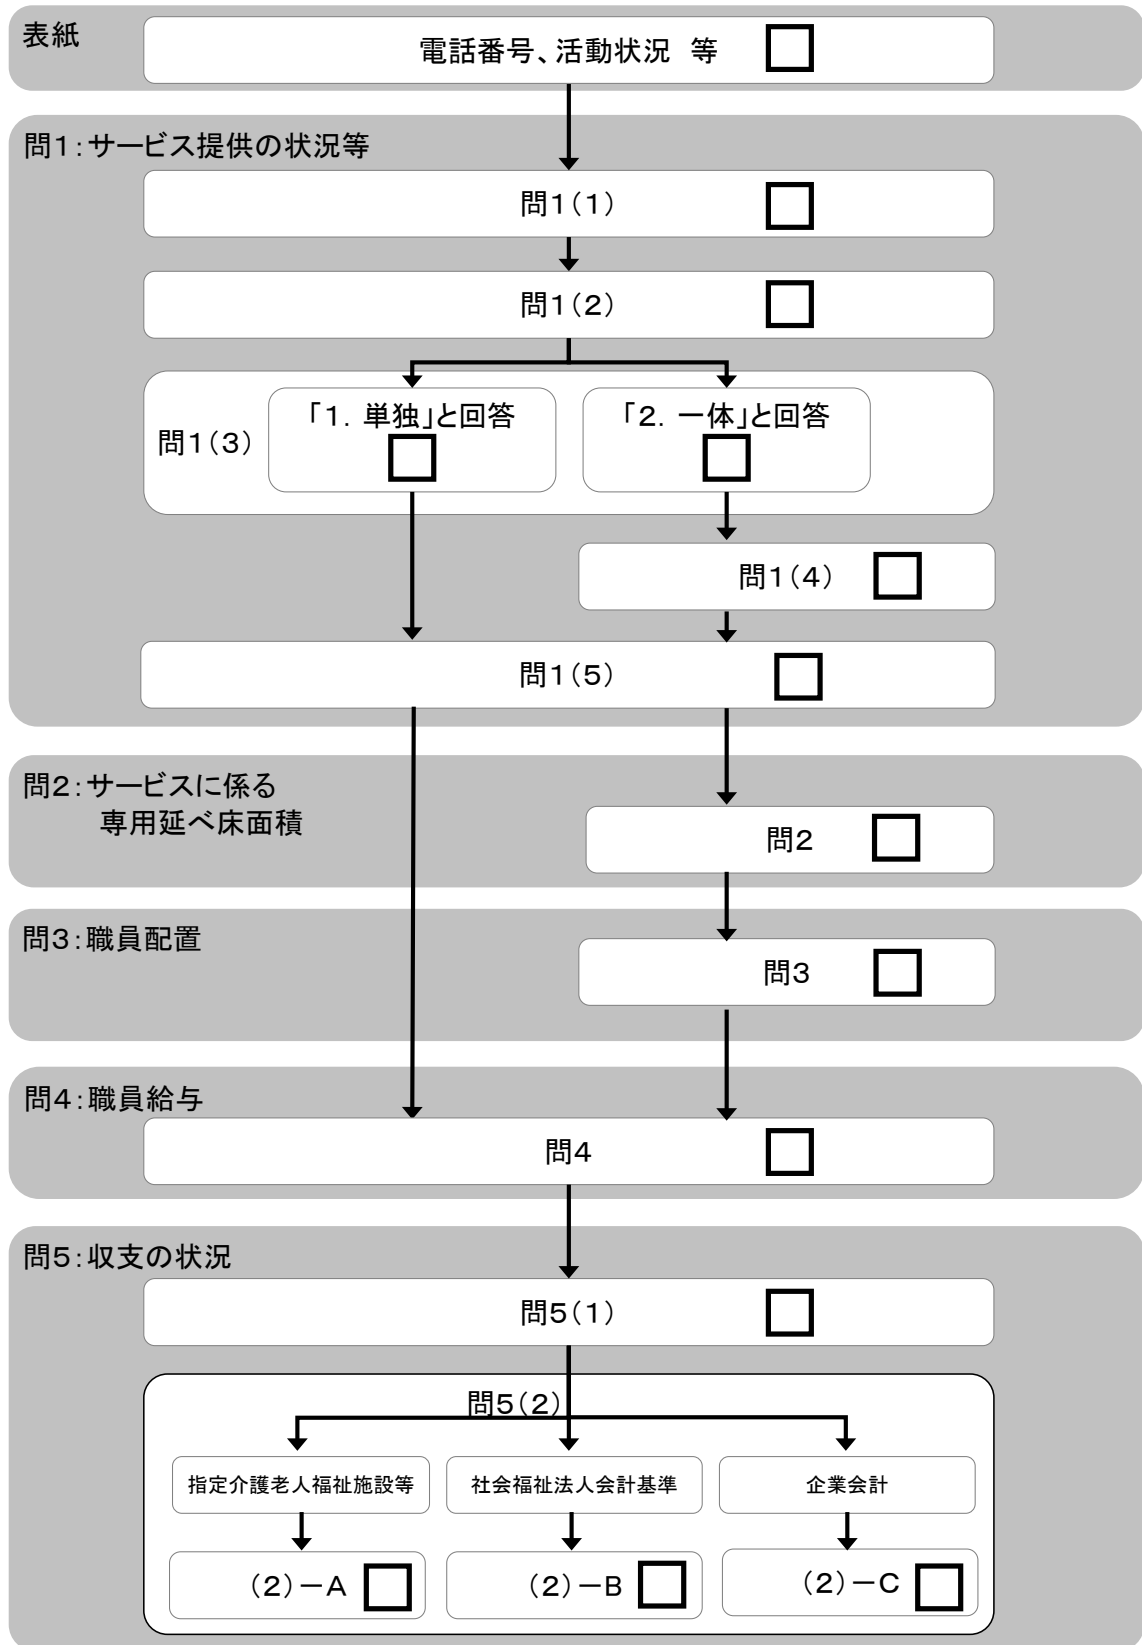 表紙
電話番号、活動状況 等
問1：サービス提供の状況等
問1（1）
問1（2）
問1（3）
「1．単独」と回答
「2．一体」と回答
問1（4）
問1（5）
問2：サービスに係る
専用延べ床面積
問2
問3：職員配置
問3
問4：職員給与
問4
問5：収支の状況
問5（1）
問5（2）
指定介護老人福祉施設等
社会福祉法人会計基準
企業会計
（2）－A
（2）－B
（2）－C